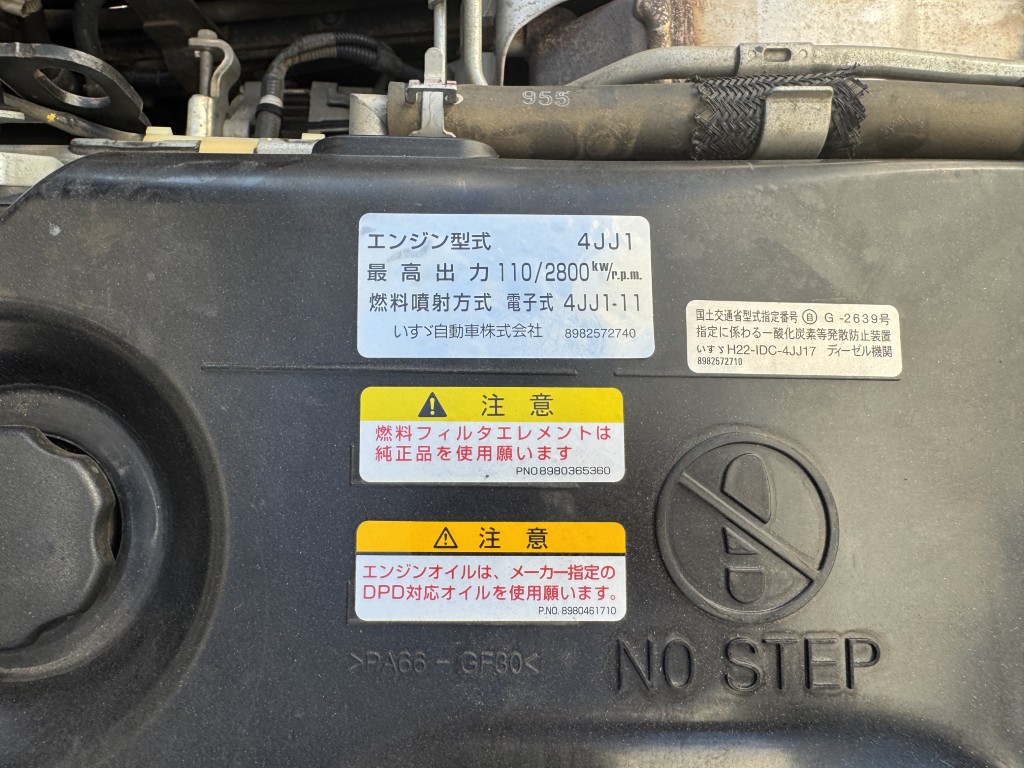 955
エンジン型式 4JJ1
最高出力 110/2800kw/r.p.m.
燃料噴射方式 電子式 4JJ1-11
いすゞ自動車株式会社 8982572740
国土交通省型式指定番号 自 G-2639号
指定に係わる一酸化炭素等発散防止装置
いすゞH22-IDC-4JJ17 ディーゼル機関
8982572710
注意
燃料フィルタエレメントは
純正品を使用願います
PNO8980365360
注意
エンジンオイルは、メーカー指定の
DPD対応オイルを使用願います。
P.NO. 8980461710
>PA66-GF30<
NO STEP